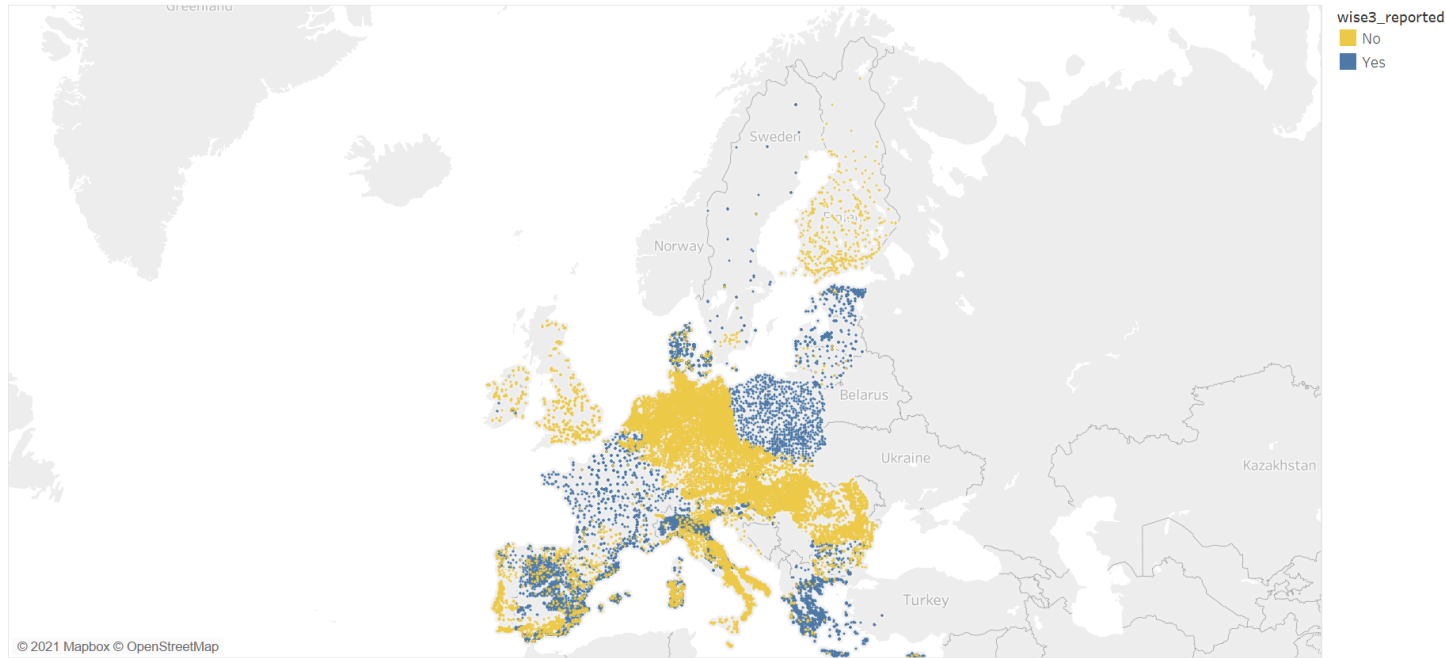 Greenland
wise3_reported
No
Yes
Sweden
Norway
Belarus
Ukraine
Kazakhstan
Turkey
© 2021 Mapbox © OpenStreetMap